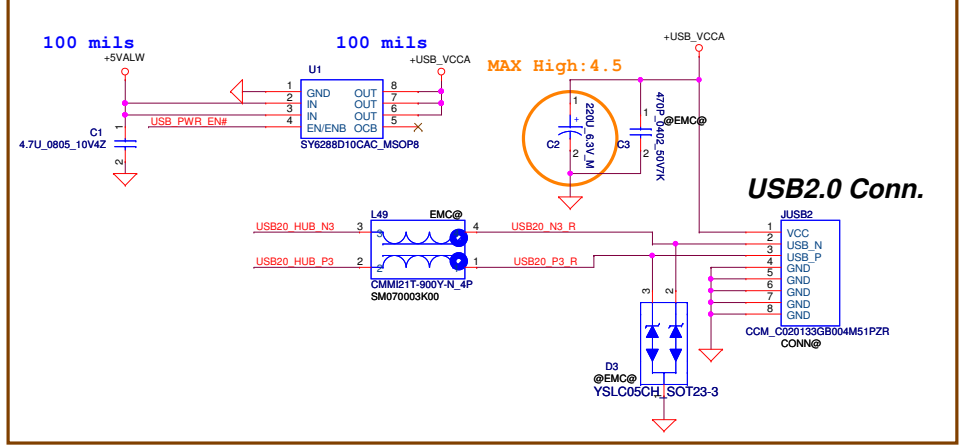 100 mils
100 mils
+5VALW
+USB_VCCA
+USB_VCCA
MAX High:4.5
U1
1 GND OUT 8
2 IN OUT 7
3 IN OUT 6
USB_PWR_EN# 4 EN/ENB OCB 5
SY6288D10CAC_MSOP8
C1
4.7U_0805_10V4Z
1
2
1
+
2
C2
220U_6.3V_M
1
2
C3
470P_0402_50V7K
@EMC@
USB2.0 Conn.
L49
EMC@
USB20_HUB_N3 3 3 4 USB20_N3_R
USB20_HUB_P3 2 2 1 USB20_P3_R
CMMI21T-900Y-N_4P
SM070003K00
JUSB2
1 VCC
2 USB_N
3 USB_P
4 GND
5 GND
6 GND
7 GND
8 GND
CCM_C020133GB004M51PZR
CONN@
3
2
1
D3
@EMC@
YSLC05CH_SOT23-3